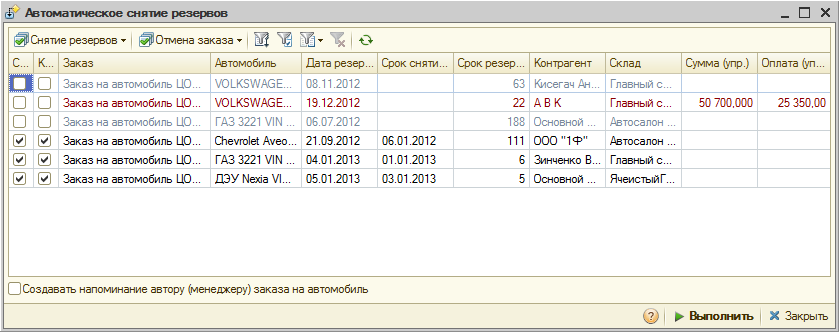 Автоматическое снятие резервов
Снятие резервов Отмена заказа
С... К... Заказ Автомобиль Дата резер... Срок сняти... Срок резер... Контрагент Склад Сумма (упр.) Оплата (уп...
Заказ на автомобиль ЦО... VOLKSWAGE... 08.11.2012 63 Кисегач Ан... Главный с...
Заказ на автомобиль ЦО... VOLKSWAGE... 19.12.2012 22 А В К Главный с... 50 700,000 25 350,00
Заказ на автомобиль ЦО... ГАЗ 3221 VIN ... 06.07.2012 188 Основной ... Автосалон ...
Заказ на автомобиль ЦО... Chevrolet Aveo... 21.09.2012 06.01.2012 111 ООО "1Ф" Автосалон ...
Заказ на автомобиль ЦО... ГАЗ 3221 VIN ... 04.01.2013 01.01.2013 6 Зинченко В... Главный с...
Заказ на автомобиль ЦО... ДЭУ Nexia VI... 05.01.2013 03.01.2013 5 Основной ... ЯчеистыйГ...
Создавать напоминание автору (менеджеру) заказа на автомобиль
? Выполнить Закрыть